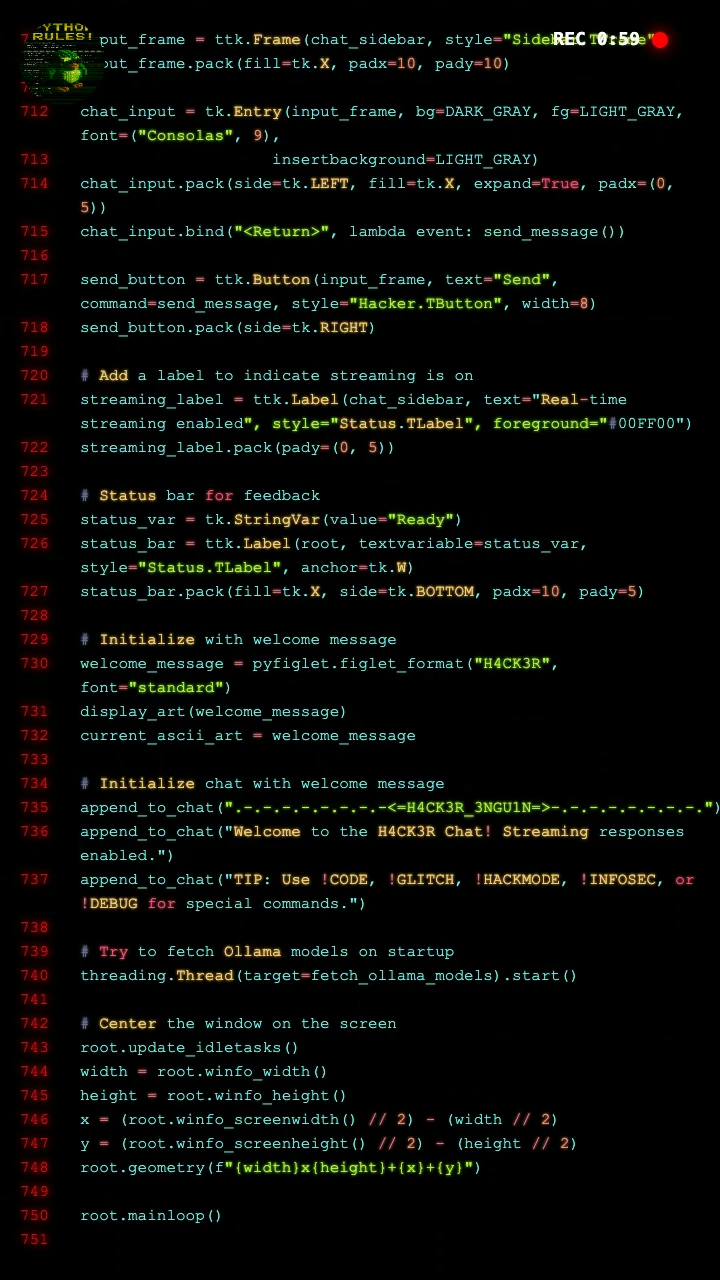 PYTHON
RULES!
REC 0:59
put_frame = ttk.Frame(chat_sidebar, style="Sidebar.TFrame")
put_frame.pack(fill=tk.X, padx=10, pady=10)
712 chat_input = tk.Entry(input_frame, bg=DARK_GRAY, fg=LIGHT_GRAY,
font=("Consolas", 9),
713 insertbackground=LIGHT_GRAY)
714 chat_input.pack(side=tk.LEFT, fill=tk.X, expand=True, padx=(0,
5))
715 chat_input.bind("<Return>", lambda event: send_message())
716
717 send_button = ttk.Button(input_frame, text="Send",
command=send_message, style="Hacker.TButton", width=8)
718 send_button.pack(side=tk.RIGHT)
719
720 # Add a label to indicate streaming is on
721 streaming_label = ttk.Label(chat_sidebar, text="Real-time
streaming enabled", style="Status.TLabel", foreground="#00FF00")
722 streaming_label.pack(pady=(0, 5))
723
724 # Status bar for feedback
725 status_var = tk.StringVar(value="Ready")
726 status_bar = ttk.Label(root, textvariable=status_var,
style="Status.TLabel", anchor=tk.W)
727 status_bar.pack(fill=tk.X, side=tk.BOTTOM, padx=10, pady=5)
728
729 # Initialize with welcome message
730 welcome_message = pyfiglet.figlet_format("H4CK3R",
font="standard")
731 display_art(welcome_message)
732 current_ascii_art = welcome_message
733
734 # Initialize chat with welcome message
735 append_to_chat(".-.-.-.-.-.-.-.-<=H4CK3R_3NGU1N=>-.-.-.-.-.-.-.-.")
736 append_to_chat("Welcome to the H4CK3R Chat! Streaming responses
enabled.")
737 append_to_chat("TIP: Use !CODE, !GLITCH, !HACKMODE, !INFOSEC, or
!DEBUG for special commands.")
738
739 # Try to fetch Ollama models on startup
740 threading.Thread(target=fetch_ollama_models).start()
741
742 # Center the window on the screen
743 root.update_idletasks()
744 width = root.winfo_width()
745 height = root.winfo_height()
746 x = (root.winfo_screenwidth() // 2) - (width // 2)
747 y = (root.winfo_screenheight() // 2) - (height // 2)
748 root.geometry(f"{width}x{height}+{x}+{y}")
749
750 root.mainloop()
751